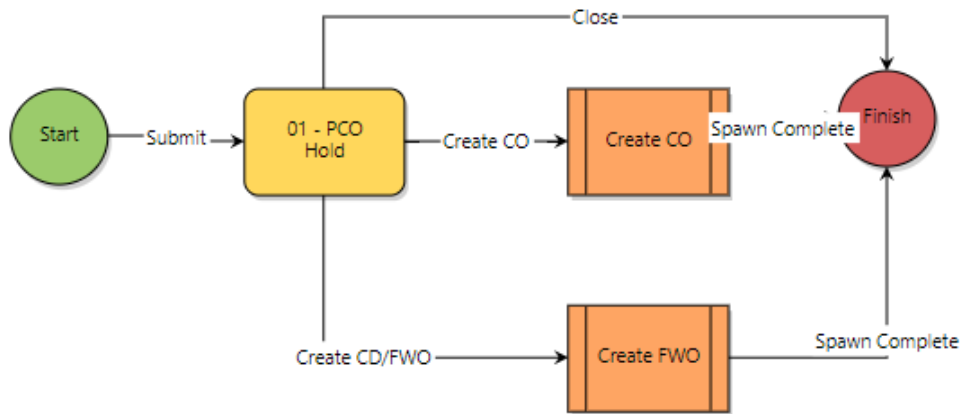 Close
Start
Submit
01 - PCO
Hold
Create CO
Create CO
Spawn Complete
Finish
Create CD/FWO
Create FWO
Spawn Complete